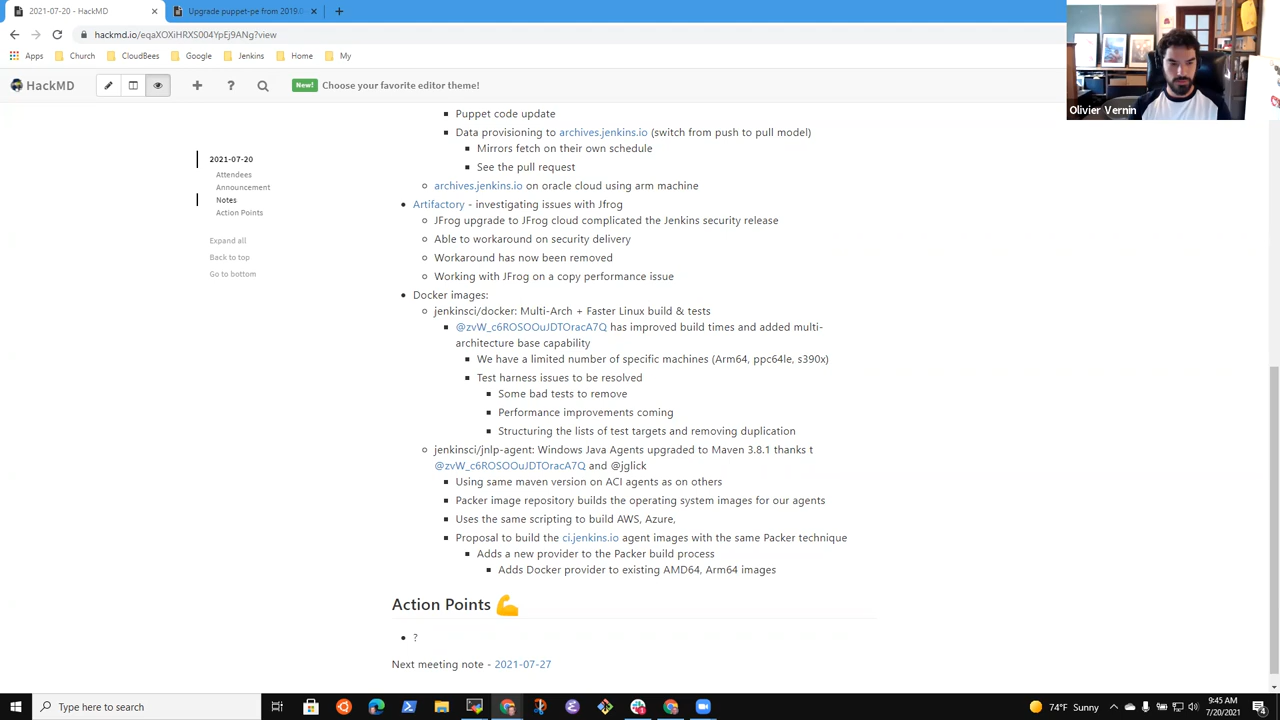 2021-07-20 - HackMD
Upgrade puppet-pe from 2019.0
hackmd.io/eqaXOXiHRXS004YpEj9ANg?view
Apps
Church
CloudBees
Google
Jenkins
Home
My
HackMD
New!
Choose your favorite editor theme!
Olivier Vernin
2021-07-20
Attendees
Announcement
Notes
Action Points
Expand all
Back to top
Go to bottom
Puppet code update
Data provisioning to archives.jenkins.io (switch from push to pull model)
Mirrors fetch on their own schedule
See the pull request
archives.jenkins.io on oracle cloud using arm machine
Artifactory - investigating issues with Jfrog
JFrog upgrade to JFrog cloud complicated the Jenkins security release
Able to workaround on security delivery
Workaround has now been removed
Working with JFrog on a copy performance issue
Docker images:
jenkinsci/docker: Multi-Arch + Faster Linux build & tests
@zvW_c6ROSOOuJDTOracA7Q has improved build times and added multi-
architecture base capability
We have a limited number of specific machines (Arm64, ppc64le, s390x)
Test harness issues to be resolved
Some bad tests to remove
Performance improvements coming
Structuring the lists of test targets and removing duplication
jenkinsci/jnlp-agent: Windows Java Agents upgraded to Maven 3.8.1 thanks t
@zvW_c6ROSOOuJDTOracA7Q and @jglick
Using same maven version on ACI agents as on others
Packer image repository builds the operating system images for our agents
Uses the same scripting to build AWS, Azure,
Proposal to build the ci.jenkins.io agent images with the same Packer technique
Adds a new provider to the Packer build process
Adds Docker provider to existing AMD64, Arm64 images
Action Points 💪
?
Next meeting note - 2021-07-27
Type here to search
74°F Sunny
9:45 AM
7/20/2021
4